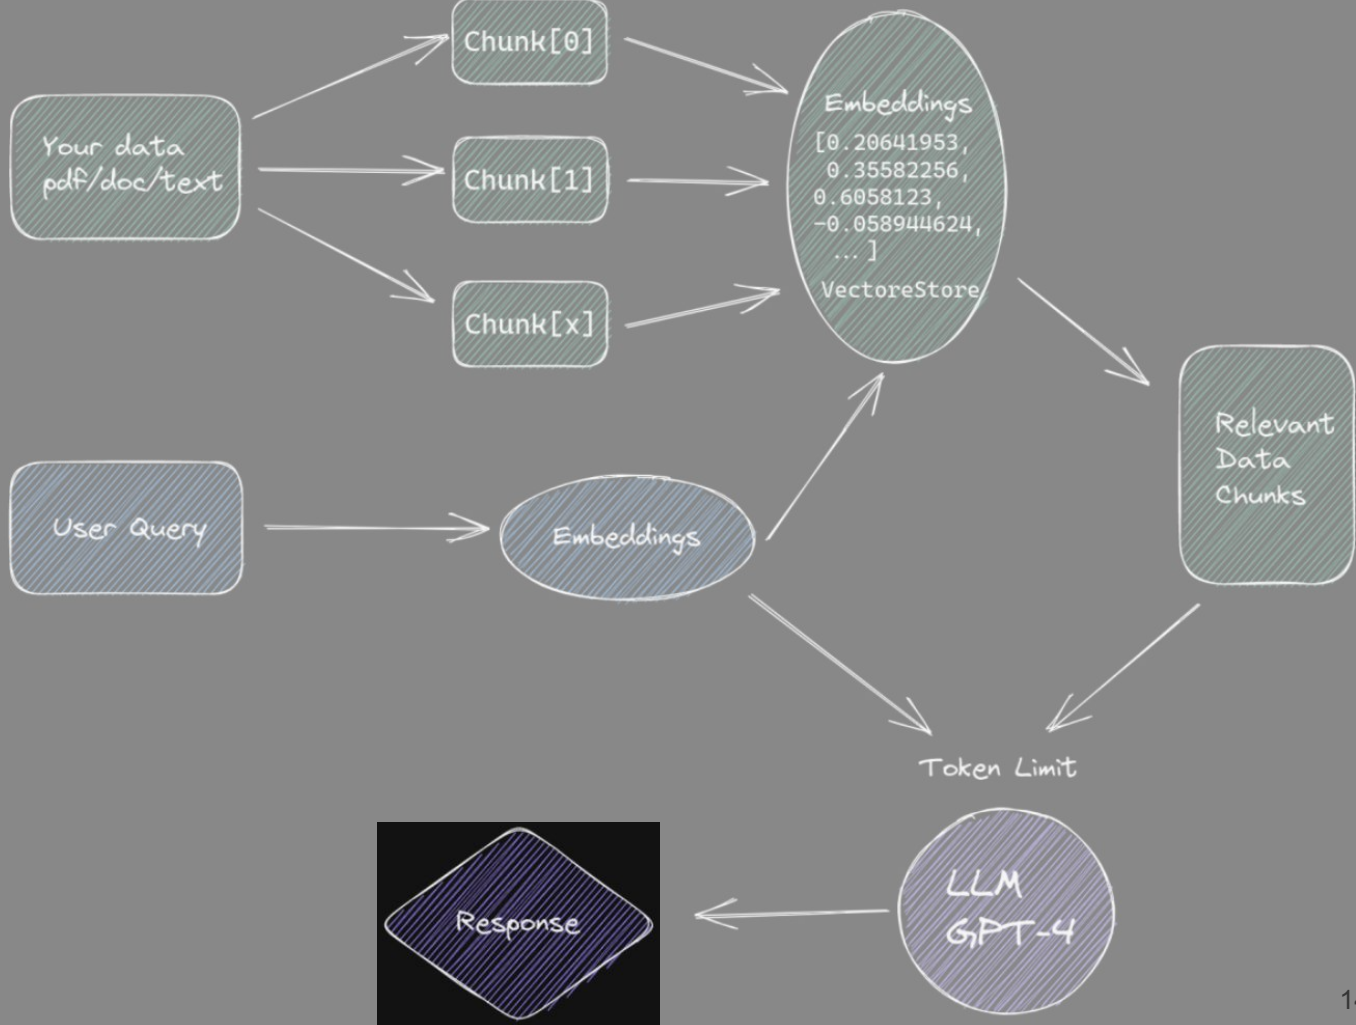 Chunk[0]
Your data
pdf/doc/text
Chunk[1]
Chunk[x]
Embeddings
[0.20641953,
0.35582256,
0.6058123,
-0.058944624,
... ]
VectoreStore
Relevant
Data
Chunks
User Query
Embeddings
Token Limit
LLM
GPT-4
Response